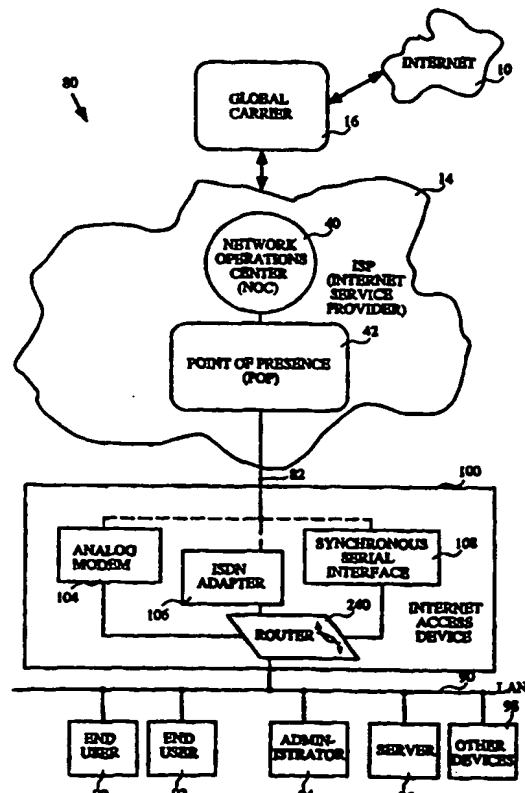 80
INTERNET
10
GLOBAL
CARRIER
16
14
40
NETWORK
OPERATIONS
CENTER
(NOC)
ISP
(INTERNET
SERVICE
PROVIDER)
42
POINT OF PRESENCE
(POP)
82
100
ANALOG
MODEM
104
ISDN
ADAPTER
106
SYNCHRONOUS
SERIAL
INTERFACE
108
240
ROUTER
INTERNET
ACCESS
DEVICE
90
LAN
END
USER
END
USER
ADMIN-
ISTRATOR
SERVER
98
OTHER
DEVICES